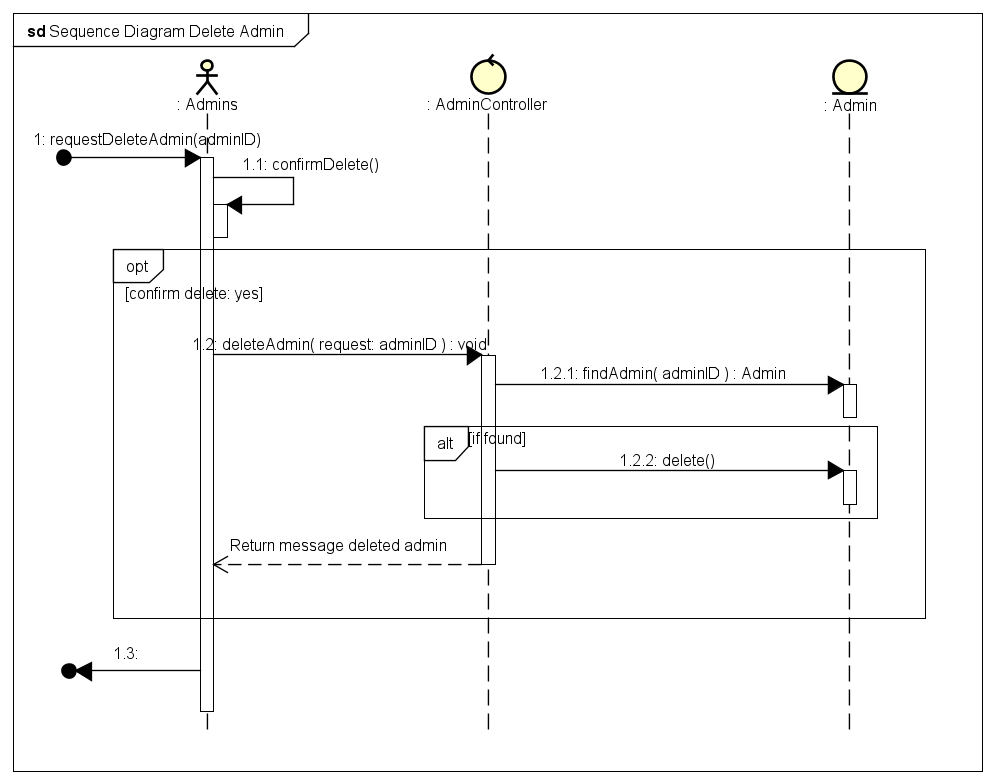 sd Sequence Diagram Delete Admin
: Admins
: AdminController
: Admin
1: requestDeleteAdmin(adminID)
1.1: confirmDelete()
opt
[confirm delete: yes]
1.2: deleteAdmin( request: adminID ) : void
1.2.1: findAdmin( adminID ) : Admin
alt
[if found]
1.2.2: delete()
Return message deleted admin
1.3: